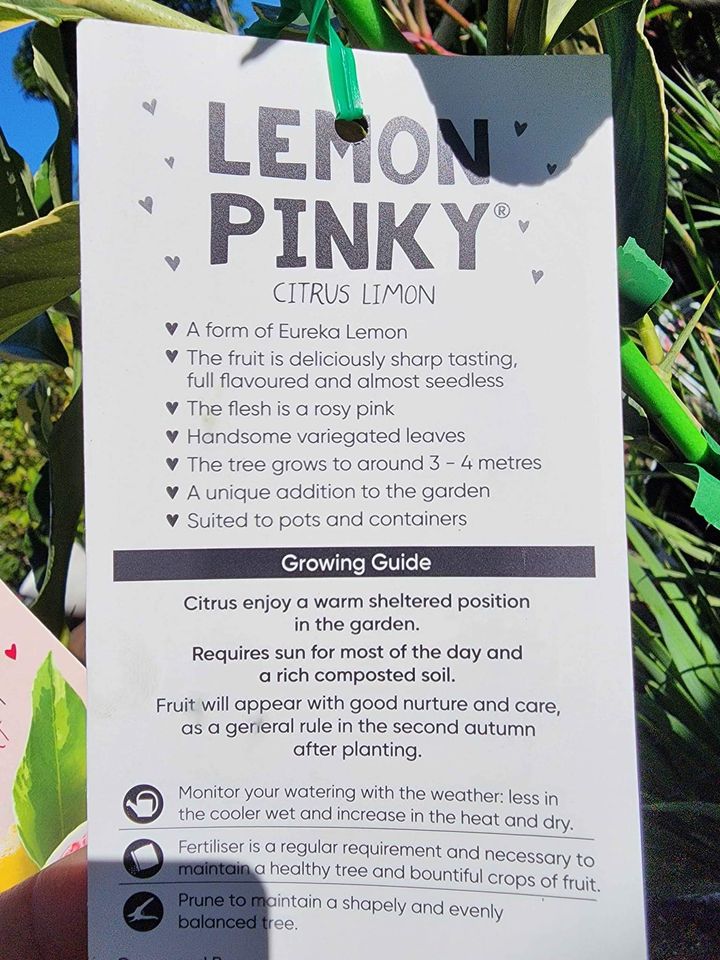 LEMON
PINKY®
CITRUS LIMON
A form of Eureka Lemon
The fruit is deliciously sharp tasting,
full flavoured and almost seedless
The flesh is a rosy pink
Handsome variegated leaves
The tree grows to around 3 - 4 metres
A unique addition to the garden
Suited to pots and containers
Growing Guide
Citrus enjoy a warm sheltered position
in the garden.
Requires sun for most of the day and
a rich composted soil.
Fruit will appear with good nurture and care,
as a general rule in the second autumn
after planting.
Monitor your watering with the weather: less in
the cooler wet and increase in the heat and dry.
Fertiliser is a regular requirement and necessary to
maintain a healthy tree and bountiful crops of fruit.
Prune to maintain a shapely and evenly
balanced tree.